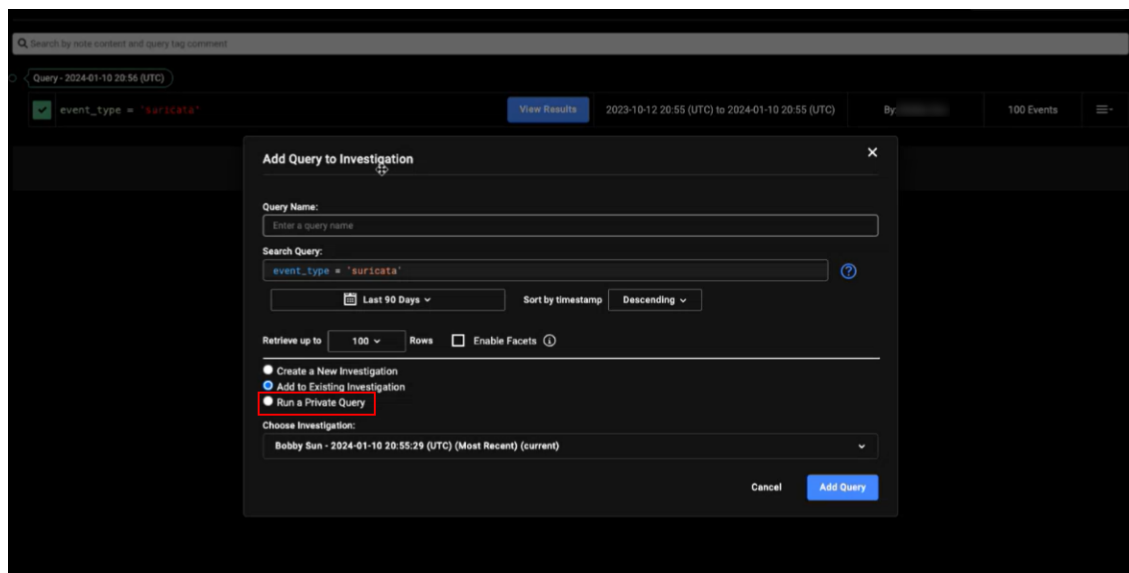 Search by note content and query tag comment
Query - 2024-01-10 20:56 (UTC)
event_type = 'suricata' View Results 2023-10-12 20:55 (UTC) to 2024-01-10 20:55 (UTC) By 100 Events
Add Query to Investigation
Query Name:
Enter a query name
Search Query:
event_type = 'suricata'
Last 90 Days Sort by timestamp Descending
Retrieve up to 100 Rows Enable Facets
Create a New Investigation
Add to Existing Investigation
Run a Private Query
Choose Investigation:
Bobby Sun - 2024-01-10 20:55:29 (UTC) (Most Recent) (current)
Cancel Add Query